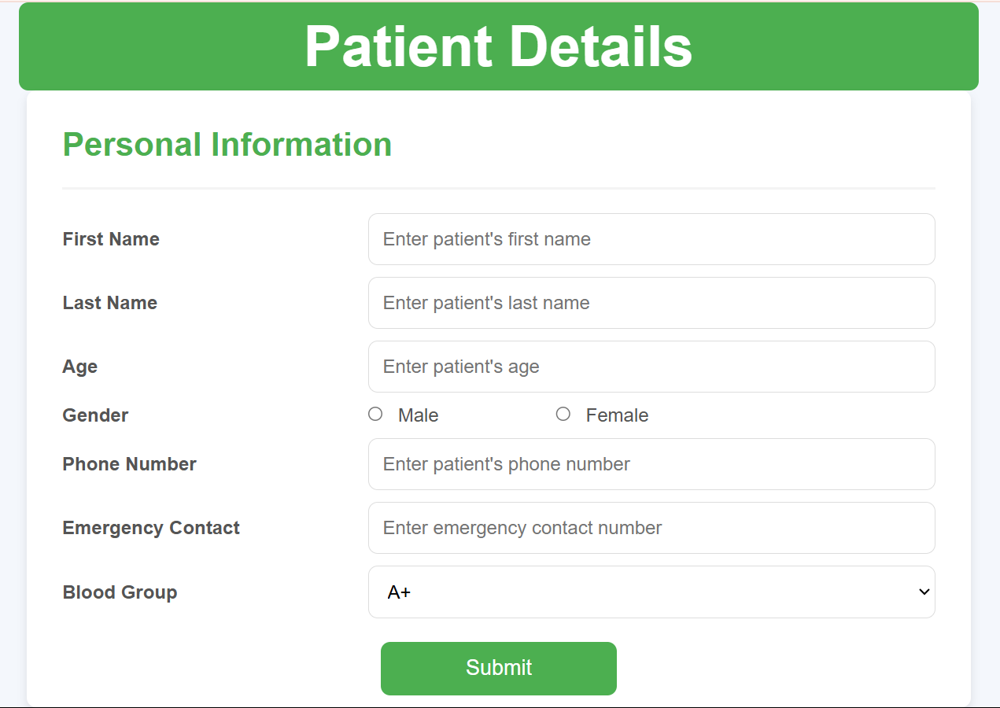 Patient Details
Personal Information
First Name Enter patient's first name
Last Name Enter patient's last name
Age Enter patient's age
Gender Male Female
Phone Number Enter patient's phone number
Emergency Contact Enter emergency contact number
Blood Group A+
Submit